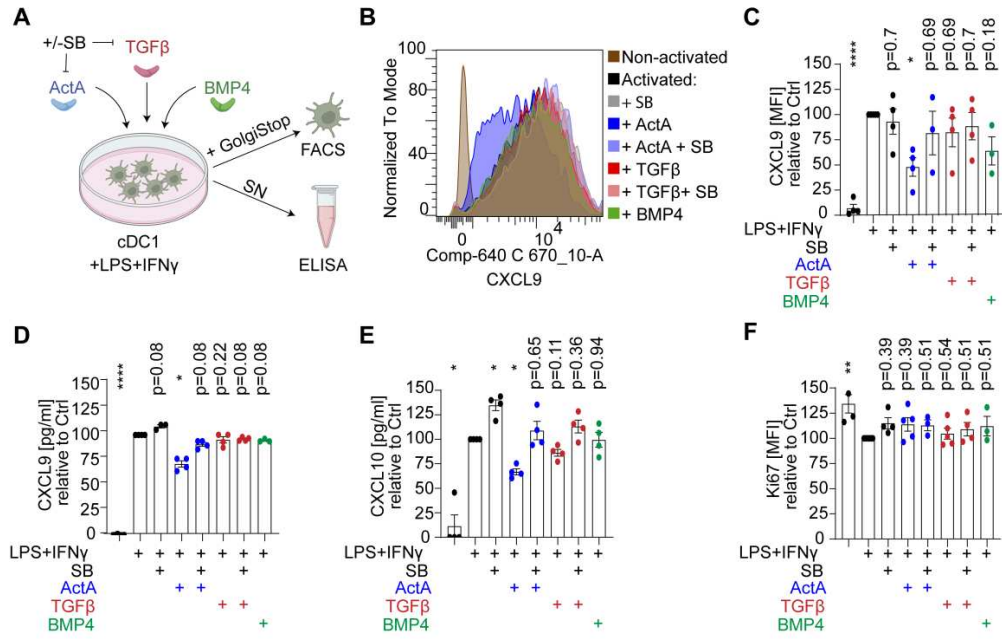 A
+/-SB
TGFβ
ActA
BMP4
+ GolgiStop
FACS
SN
cDC1
+LPS+IFNγ
ELISA
B
Normalized To Mode
100
80
60
40
20
0
0
10⁴
Comp-640 C 670_10-A
CXCL9
Non-activated
Activated:
+ SB
+ ActA
+ ActA + SB
+ TGFβ
+ TGFβ+ SB
+ BMP4
C
CXCL9 [MFI]
relative to Ctrl
150
125
100
75
50
25
0
****
p=0.7
*
p=0.69
p=0.69
p=0.7
p=0.18
LPS+IFNγ + + + + + + +
SB + + +
ActA + +
TGFβ + +
BMP4 +
D
CXCL9 [pg/ml]
relative to Ctrl
150
125
100
75
50
25
0
****
p=0.08
*
p=0.08
p=0.22
p=0.08
p=0.08
LPS+IFNγ + + + + + + +
SB + + +
ActA + +
TGFβ + +
BMP4 +
E
CXCL10 [pg/ml]
relative to Ctrl
150
125
100
75
50
25
0
*
*
*
p=0.65
p=0.11
p=0.36
p=0.94
LPS+IFNγ + + + + + + +
SB + + +
ActA + +
TGFβ + +
BMP4 +
F
Ki67 [MFI]
relative to Ctrl
150
125
100
75
50
25
0
**
p=0.39
p=0.39
p=0.51
p=0.54
p=0.51
p=0.51
LPS+IFNγ + + + + + + +
SB + + +
ActA + +
TGFβ + +
BMP4 +